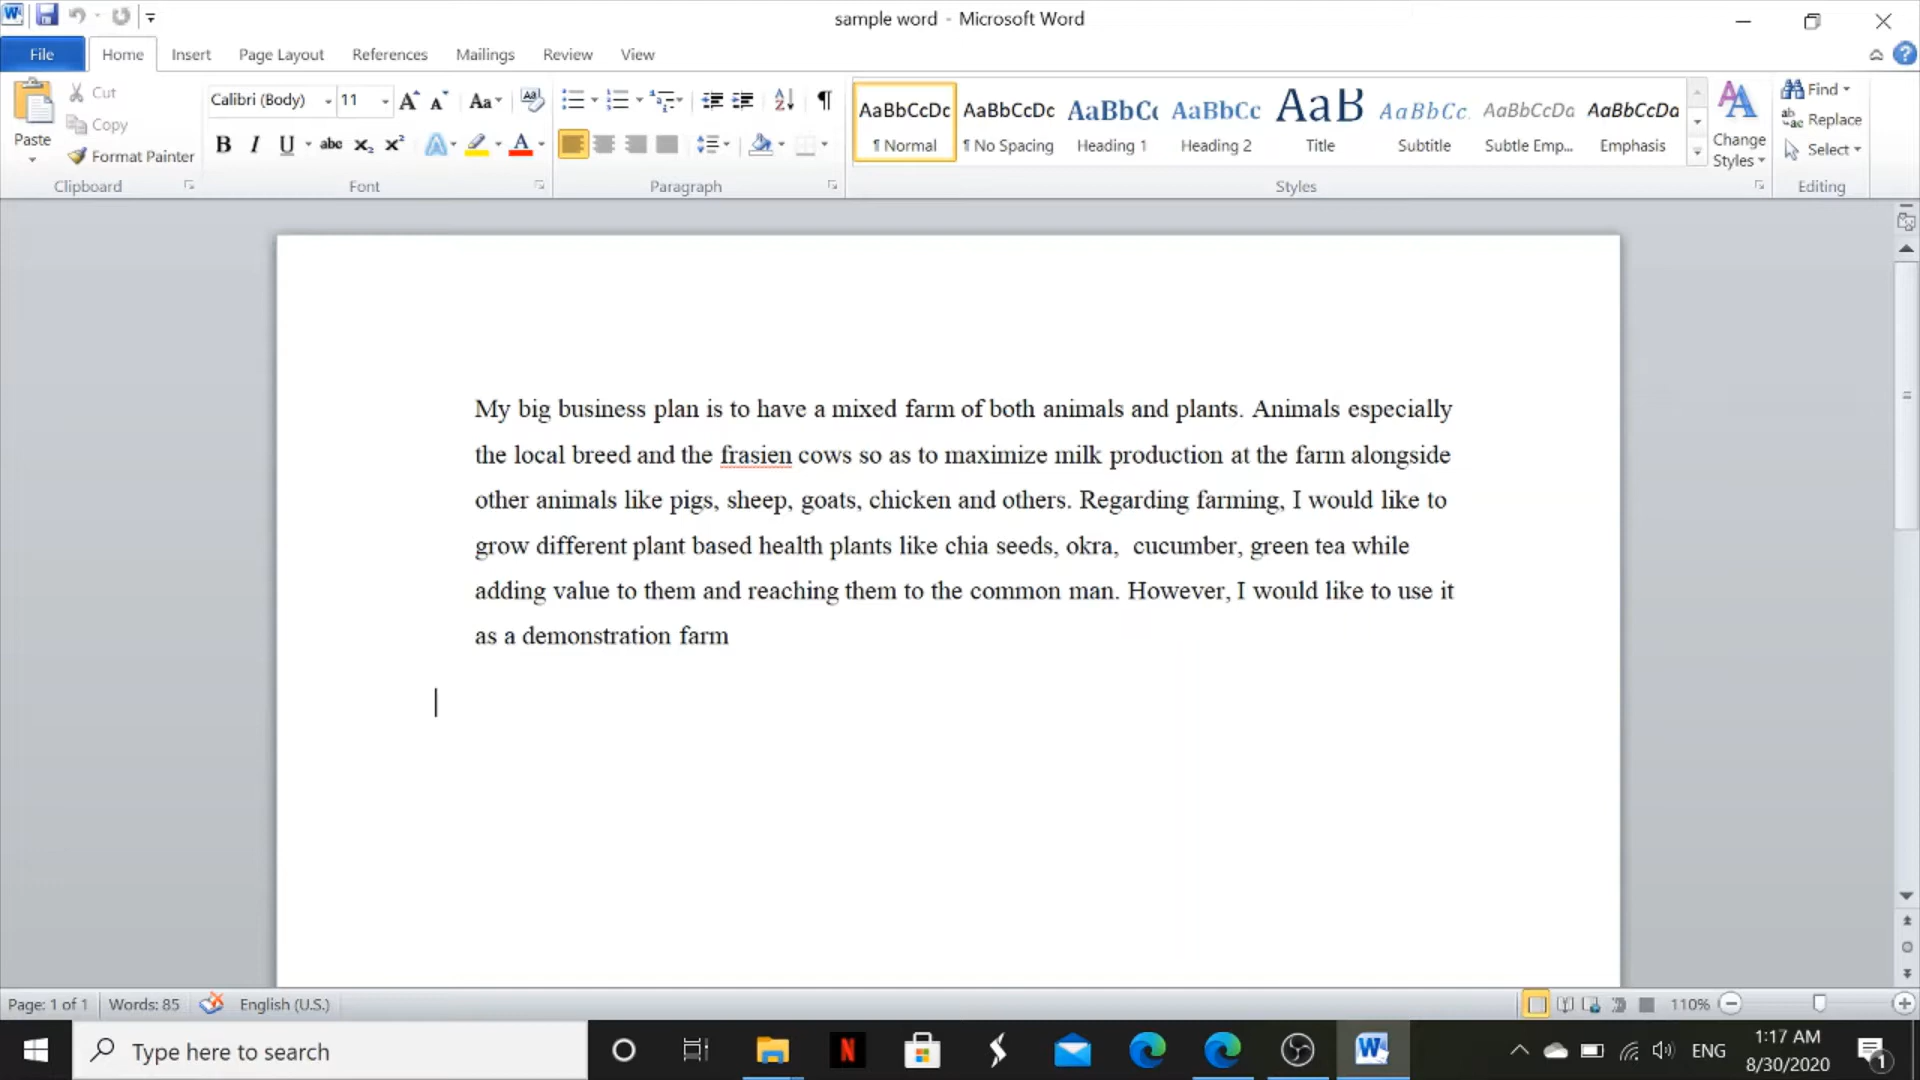 sample word - Microsoft Word
File Home Insert Page Layout References Mailings Review View
Paste Cut Copy Format Painter Clipboard
Calibri (Body) 11 Font
Paragraph
AaBbCcDc ¶ Normal
AaBbCcDc ¶ No Spacing
AaBbC Heading 1
AaBbCc Heading 2
AaB Title
AaBbCc. Subtitle
AaBbCcDa Subtle Emp...
AaBbCcDa Emphasis
Change Styles
Styles
Find
Replace
Select
Editing
My big business plan is to have a mixed farm of both animals and plants. Animals especially
the local breed and the frasien cows so as to maximize milk production at the farm alongside
other animals like pigs, sheep, goats, chicken and others. Regarding farming, I would like to
grow different plant based health plants like chia seeds, okra,  cucumber, green tea while
adding value to them and reaching them to the common man. However, I would like to use it
as a demonstration farm
Page: 1 of 1 Words: 85 English (U.S.) 110%
Type here to search
ENG
1:17 AM
8/30/2020
1